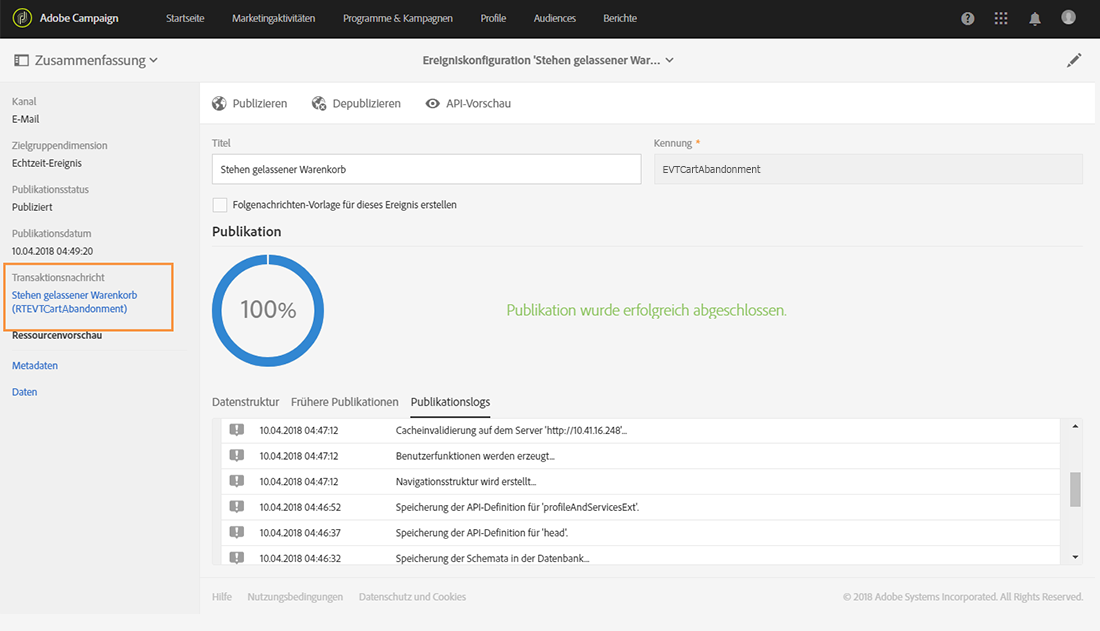 Adobe Campaign Startseite Marketingaktivitäten Programme & Kampagnen Profile Audiences Berichte
Zusammenfassung Ereigniskonfiguration 'Stehen gelassener War...
Kanal
E-Mail
Zielgruppendimension
Echtzeit-Ereignis
Publikationsstatus
Publiziert
Publikationsdatum
10.04.2018 04:49:20
Transaktionsnachricht
Stehen gelassener Warenkorb
(RTEVTCartAbandonment)
Ressourcenvorschau
Metadaten
Daten
Publizieren Depublizieren API-Vorschau
Titel Kennung *
Stehen gelassener Warenkorb EVTCartAbandonment
Folgenachrichten-Vorlage für dieses Ereignis erstellen
Publikation
100% Publikation wurde erfolgreich abgeschlossen.
Datenstruktur Frühere Publikationen Publikationslogs
10.04.2018 04:47:12 Cacheinvalidierung auf dem Server 'http://10.41.16.248'...
10.04.2018 04:47:12 Benutzerfunktionen werden erzeugt...
10.04.2018 04:47:12 Navigationsstruktur wird erstellt...
10.04.2018 04:46:52 Speicherung der API-Definition für 'profileAndServicesExt'.
10.04.2018 04:46:37 Speicherung der API-Definition für 'head'.
10.04.2018 04:46:32 Speicherung der Schemata in der Datenbank...
Hilfe Nutzungsbedingungen Datenschutz und Cookies © 2018 Adobe Systems Incorporated. All Rights Reserved.